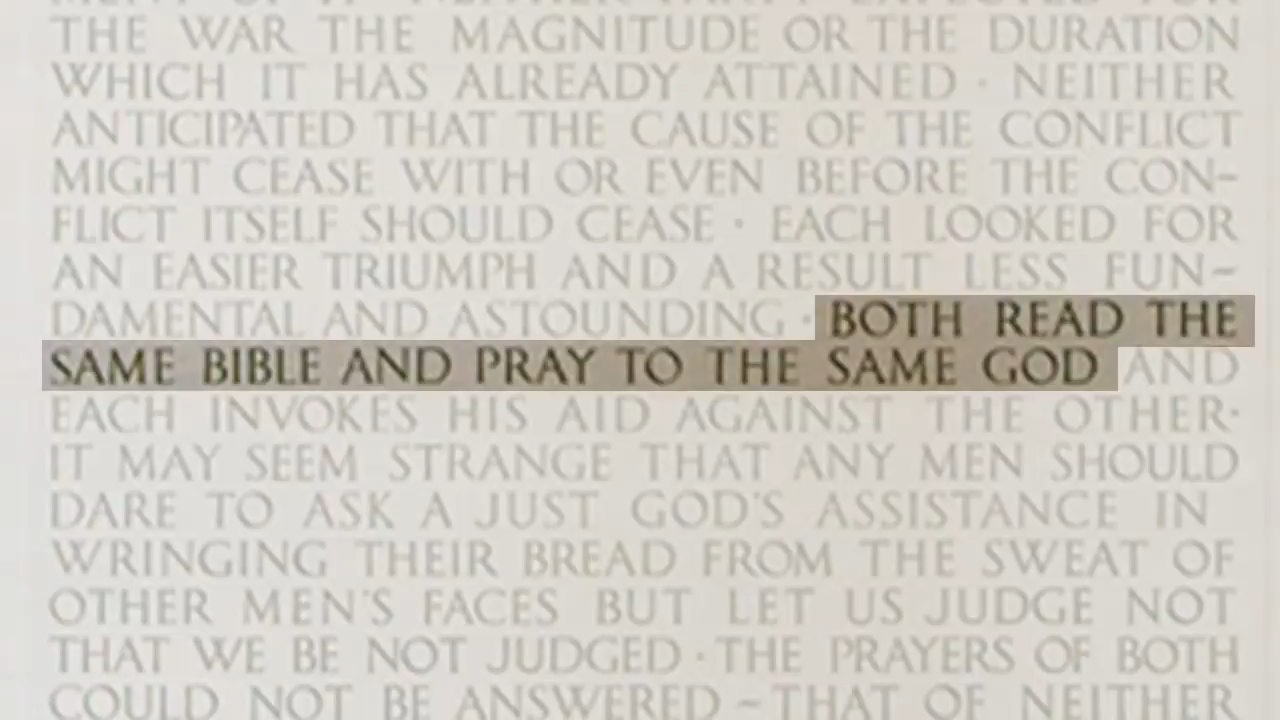 THE WAR THE MAGNITUDE OR THE DURATION
WHICH IT HAS ALREADY ATTAINED · NEITHER
ANTICIPATED THAT THE CAUSE OF THE CONFLICT
MIGHT CEASE WITH OR EVEN BEFORE THE CON–
FLICT ITSELF SHOULD CEASE · EACH LOOKED FOR
AN EASIER TRIUMPH AND A RESULT LESS FUN–
DAMENTAL AND ASTOUNDING · BOTH READ THE
SAME BIBLE AND PRAY TO THE SAME GOD AND
EACH INVOKES HIS AID AGAINST THE OTHER·
IT MAY SEEM STRANGE THAT ANY MEN SHOULD
DARE TO ASK A JUST GOD'S ASSISTANCE IN
WRINGING THEIR BREAD FROM THE SWEAT OF
OTHER MEN'S FACES BUT LET US JUDGE NOT
THAT WE BE NOT JUDGED · THE PRAYERS OF BOTH
COULD NOT BE ANSWERED – THAT OF NEITHER